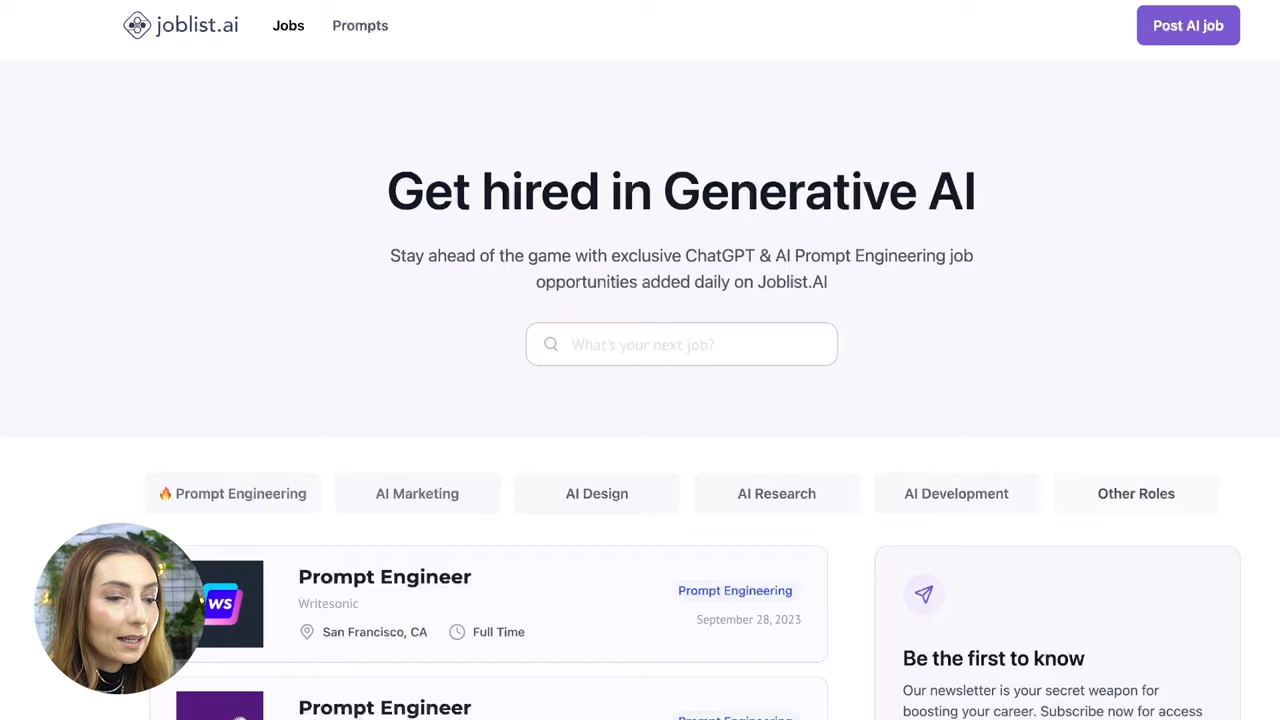 joblist.ai
Jobs
Prompts
Post AI job
Get hired in Generative AI
Stay ahead of the game with exclusive ChatGPT & AI Prompt Engineering job
opportunities added daily on Joblist.AI
What's your next job?
🔥 Prompt Engineering
AI Marketing
AI Design
AI Research
AI Development
Other Roles
WS
Prompt Engineer
Writesonic
San Francisco, CA
Full Time
Prompt Engineering
September 28, 2023
Prompt Engineer
Prompt Engineering
Be the first to know
Our newsletter is your secret weapon for
boosting your career. Subscribe now for access